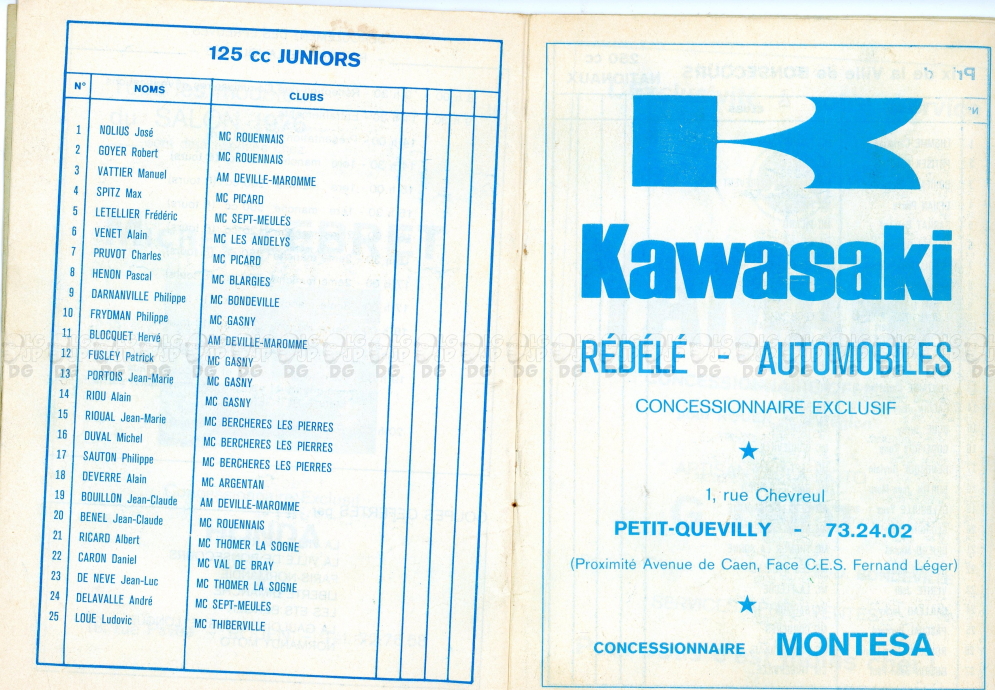 125 cc JUNIORS
N° NOMS CLUBS
1 NOLIUS José MC ROUENNAIS
2 GOYER Robert MC ROUENNAIS
3 VATTIER Manuel AM DEVILLE-MAROMME
4 SPITZ Max MC PICARD
5 LETELLIER Frédéric MC SEPT-MEULES
6 VENET Alain MC LES ANDELYS
7 PRUVOT Charles MC PICARD
8 HENON Pascal MC BLARGIES
9 DARNANVILLE Philippe MC BONDEVILLE
10 FRYDMAN Philippe MC GASNY
11 BLOCQUET Hervé AM DEVILLE-MAROMME
12 FUSLEY Patrick MC GASNY
13 PORTOIS Jean-Marie MC GASNY
14 RIOU Alain MC GASNY
15 RIOUAL Jean-Marie MC BERCHERES LES PIERRES
16 DUVAL Michel MC BERCHERES LES PIERRES
17 SAUTON Philippe MC BERCHERES LES PIERRES
18 DEVERRE Alain MC ARGENTAN
19 BOUILLON Jean-Claude AM DEVILLE-MAROMME
20 BENEL Jean-Claude MC ROUENNAIS
21 RICARD Albert MC THOMER LA SOGNE
22 CARON Daniel MC VAL DE BRAY
23 DE NEVE Jean-Luc MC THOMER LA SOGNE
24 DELAVALLE André MC SEPT-MEULES
25 LOUE Ludovic MC THIBERVILLE
Kawasaki
RÉDÉLÉ - AUTOMOBILES
CONCESSIONNAIRE EXCLUSIF
1, rue Chevreul
PETIT-QUEVILLY - 73.24.02
(Proximité Avenue de Caen, Face C.E.S. Fernand Léger)
CONCESSIONNAIRE MONTESA